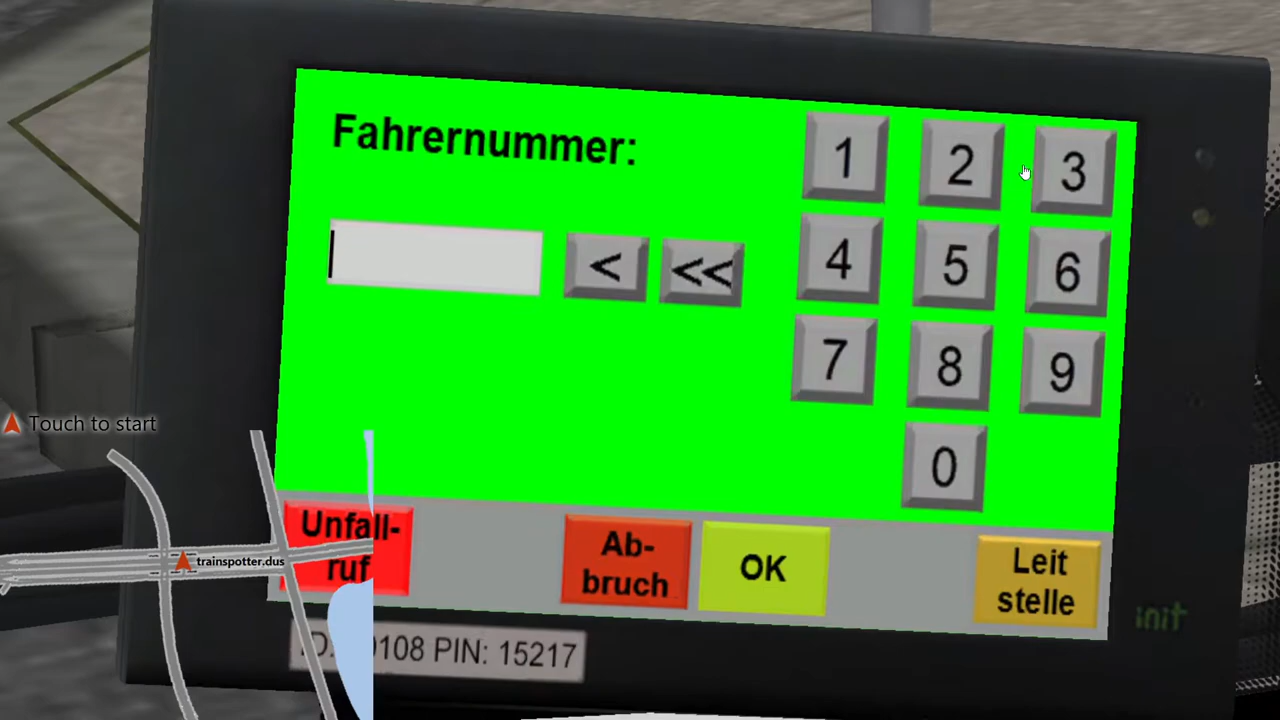 Fahrernummer:
< <<
1 2 3
4 5 6
7 8 9
0
Touch to start
trainspotter.dus
Unfall-
ruf
Ab-
bruch
OK
Leit
stelle
init
108 PIN: 15217